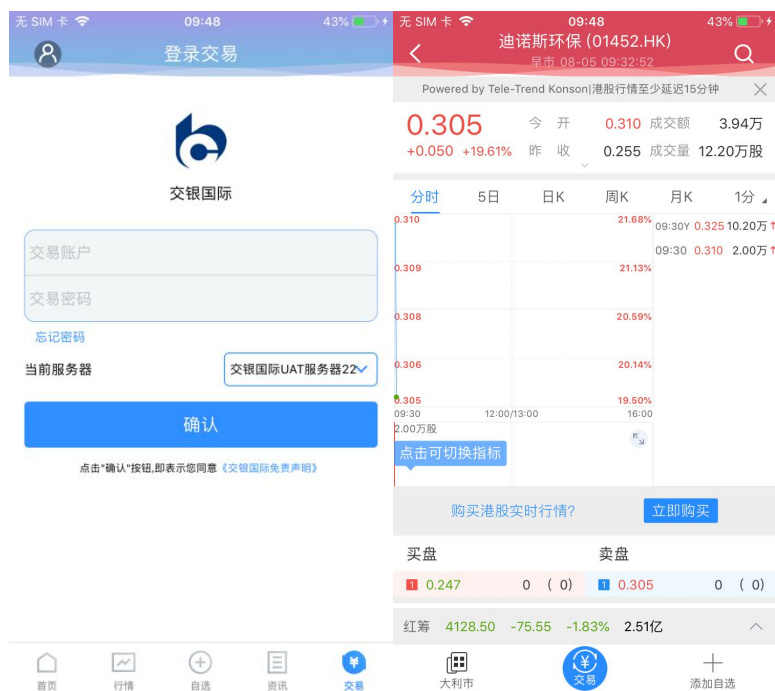 无 SIM 卡 09:48 43%
登录交易
交银国际
交易账户
交易密码
忘记密码
当前服务器 交银国际UAT服务器22
确认
点击"确认"按钮,即表示您同意《交银国际免责声明》
首页 行情 自选 资讯 交易
无 SIM 卡 09:48 43%
迪诺斯环保 (01452.HK)
早市 08-05 09:32:52
Powered by Tele-Trend Konson|港股行情至少延迟15分钟
0.305 今 开 0.310 成交额 3.94万
+0.050 +19.61% 昨 收 0.255 成交量 12.20万股
分时 5日 日K 周K 月K 1分
0.310 21.68% 09:30Y 0.325 10.20万↑
09:30 0.310 2.00万↑
0.309 21.13%
0.308 20.59%
0.306 20.14%
0.305 19.50%
09:30 12:00/13:00 16:00
2.00万股
点击可切换指标
购买港股实时行情? 立即购买
买盘 卖盘
1 0.247 0 ( 0) 1 0.305 0 ( 0)
红筹 4128.50 -75.55 -1.83% 2.51亿
大利市 交易 添加自选